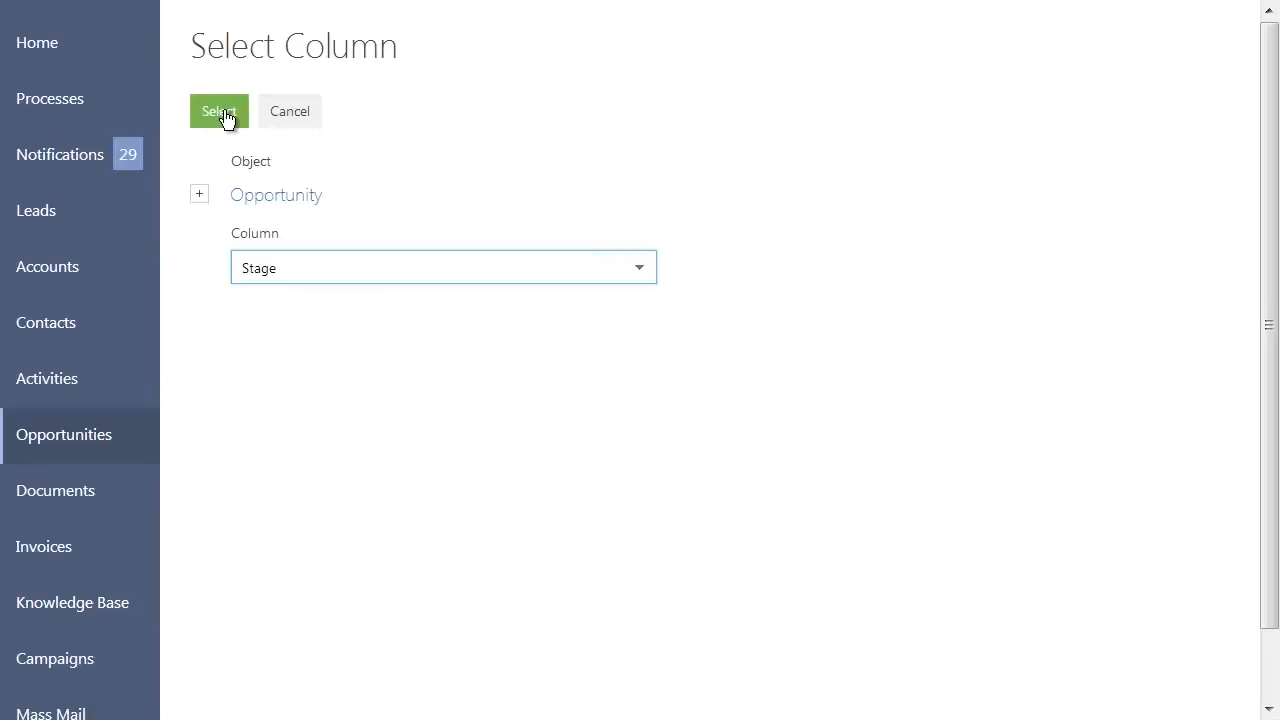 Home
Processes
Notifications 29
Leads
Accounts
Contacts
Activities
Opportunities
Documents
Invoices
Knowledge Base
Campaigns
Mass Mail
Select Column
Select Cancel
Object
+ Opportunity
Column
Stage